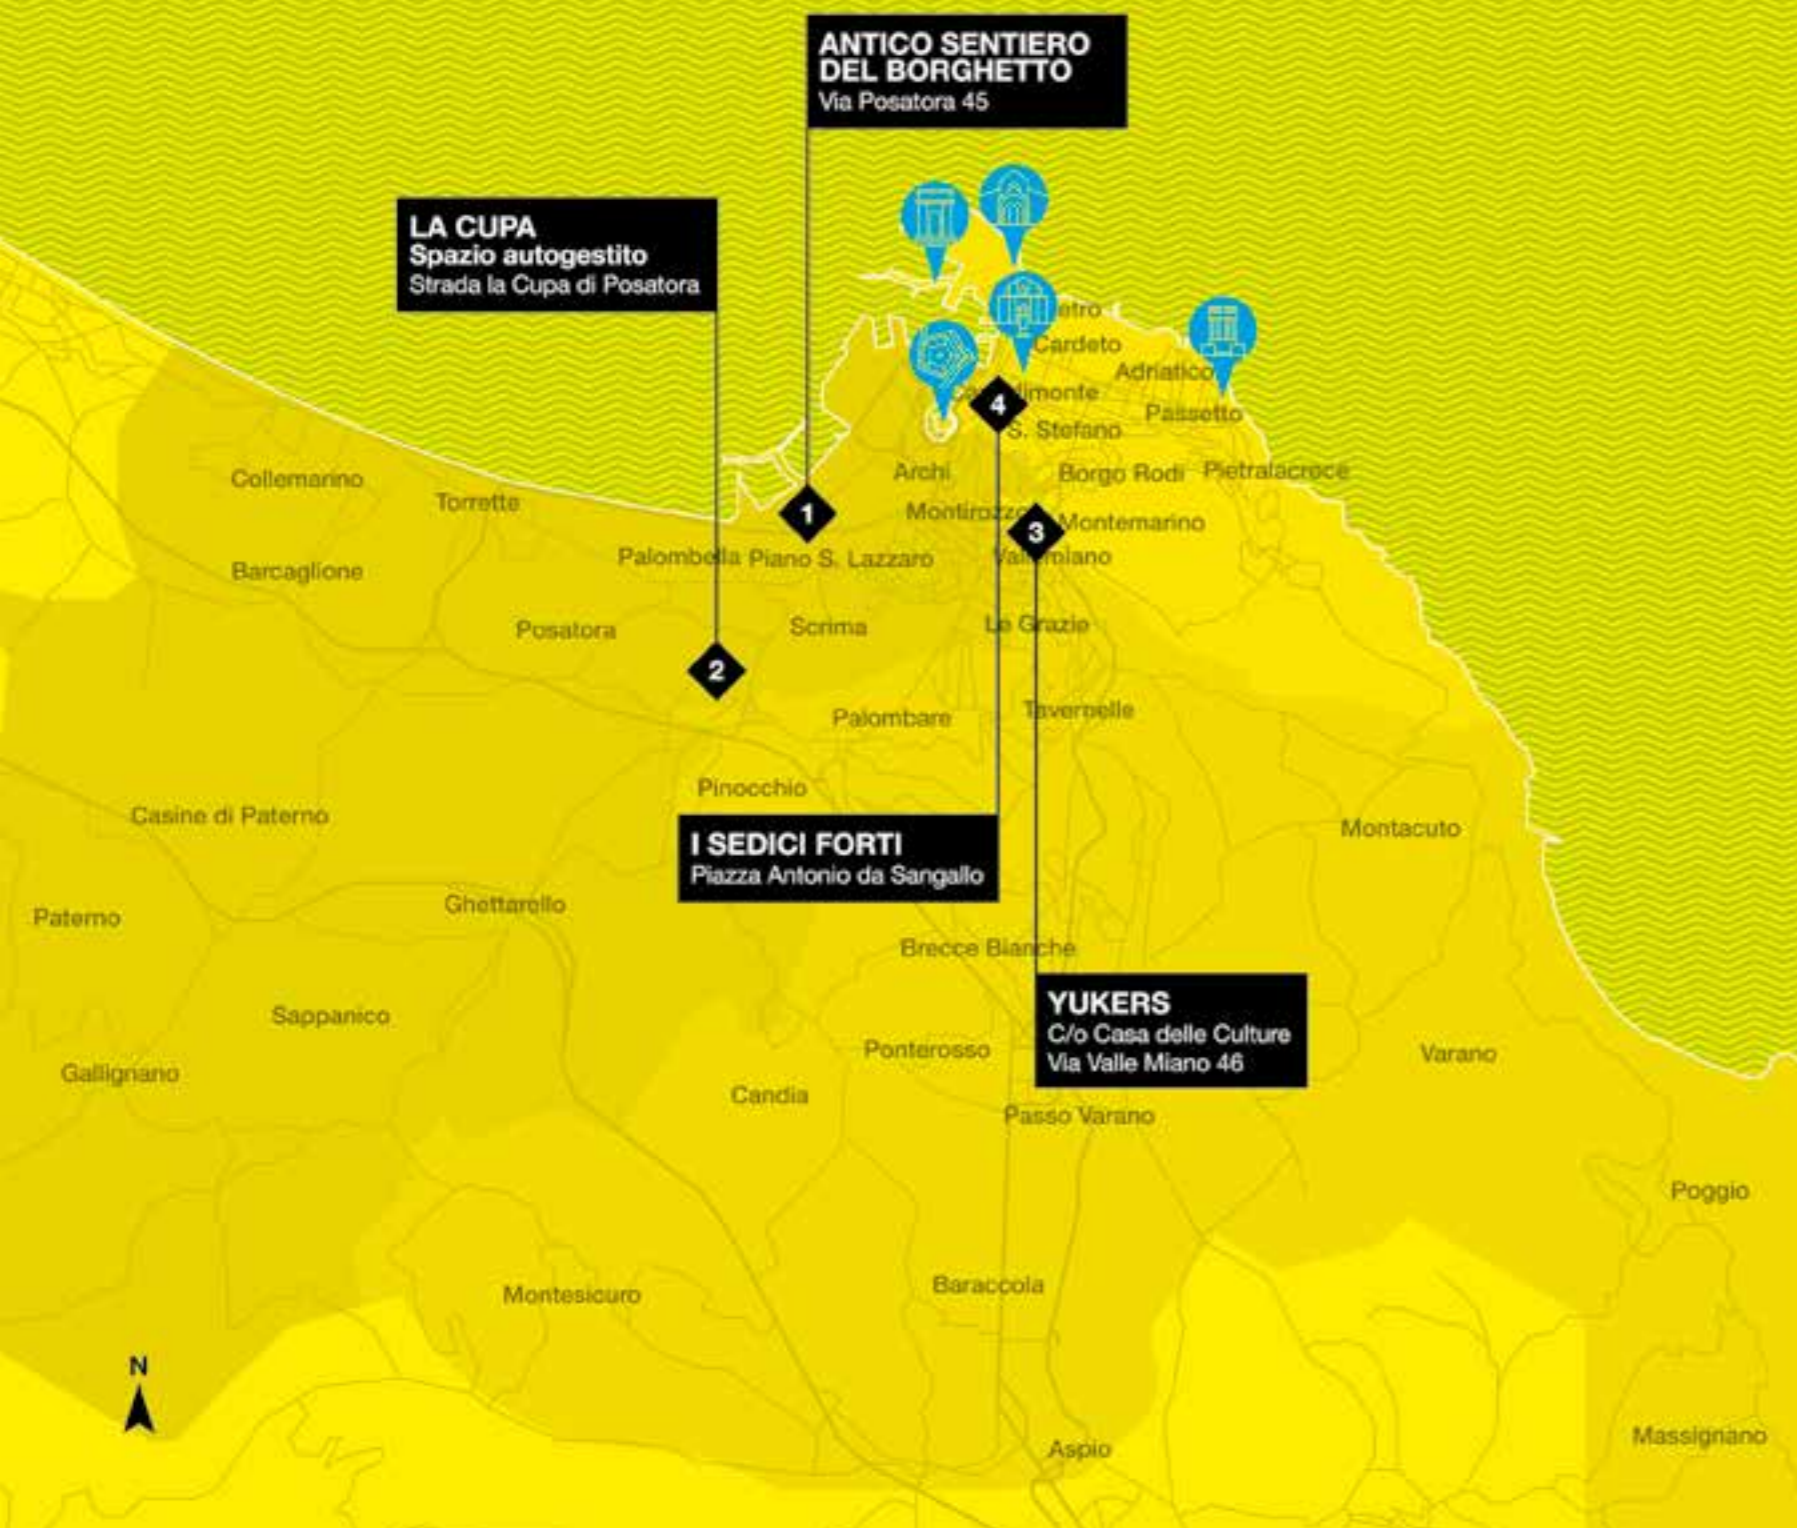 ANTICO SENTIERO
DEL BORGHETTO
Via Posatora 45
LA CUPA
Spazio autogestito
Strada la Cupa di Posatora
Cardeto
Adriatico
Passetto
4
S. Stefano
Archi
Borgo Rodi
Pietralacroce
Collemarino
Torrette
1
Montirozzo
3
Montemarino
Palombella
Piano S. Lazzaro
Vallemiano
Barcaglione
Posatora
Scrima
Le Grazie
2
Palombare
Tavernelle
Pinocchio
Casine di Paterno
Montacuto
I SEDICI FORTI
Piazza Antonio da Sangallo
Paterno
Ghettarello
Brecce Bianche
YUKERS
C/o Casa delle Culture
Via Valle Miano 46
Sappanico
Ponterosso
Varano
Gallignano
Candia
Passo Varano
Poggio
Montesicuro
Baraccola
N
Massignano
Aspio